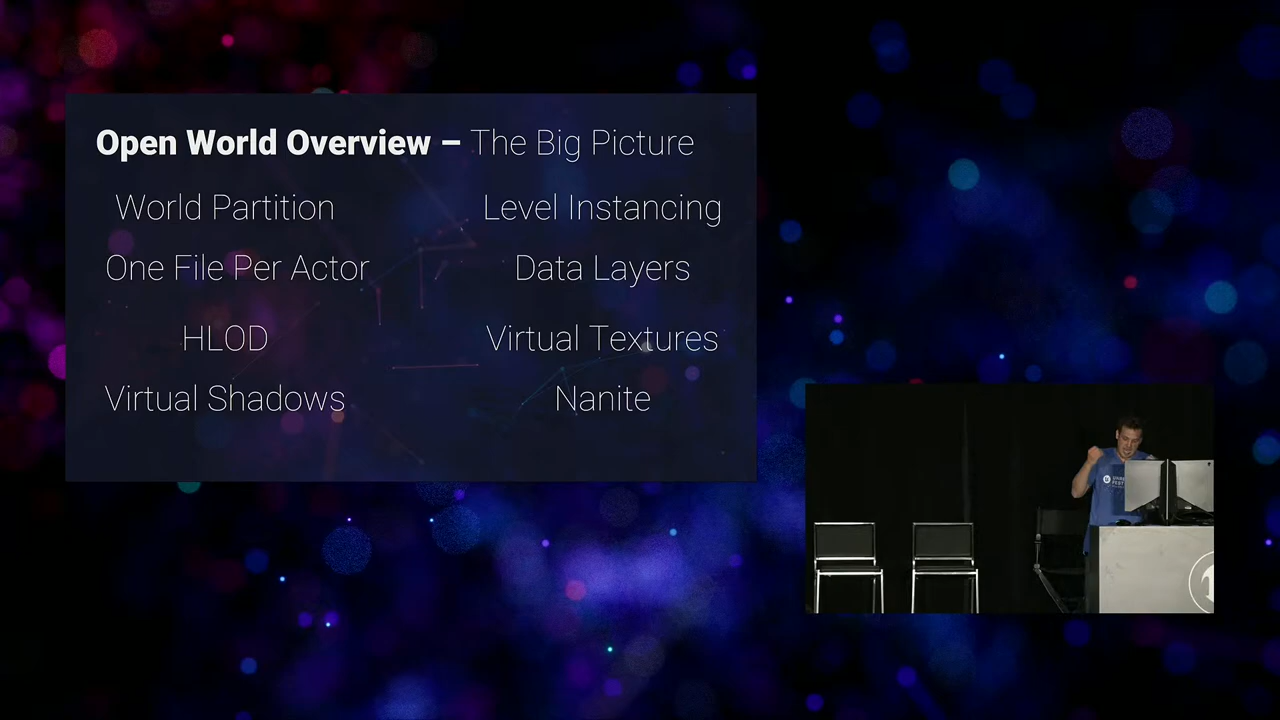 Open World Overview – The Big Picture
World Partition
Level Instancing
One File Per Actor
Data Layers
HLOD
Virtual Textures
Virtual Shadows
Nanite